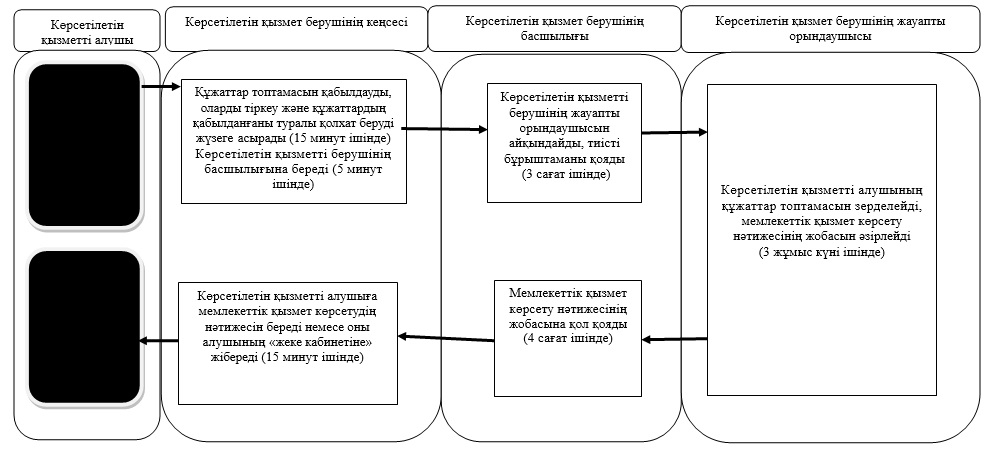 Көрсетілетін
қызметті алушы
Көрсетілетін қызмет берушінің кеңсесі
Көрсетілетін қызмет берушінің
басшылығы
Көрсетілетін қызмет берушінің жауапты
орындаушысы
Құжаттар топтамасын қабылдауды,
оларды тіркеу және құжаттардың
қабылданғаны туралы қолхат беруді
жүзеге асырады (15 минут ішінде)
Көрсетілетін қызметті берушінің
басшылығына береді (5 минут
ішінде)
Көрсетілетін қызметті
берушінің жауапты
орындаушысын
айқындайды, тиісті
бұрыштаманы қояды
(3 сағат ішінде)
Көрсетілетін қызметті алушының
құжаттар топтамасын зерделейді,
мемлекеттік қызмет көрсету
нәтижесінің жобасын әзірлейді
(3 жұмыс күні ішінде)
Мемлекеттік қызмет
көрсету нәтижесінің
жобасына қол қояды
(4 сағат ішінде)
Көрсетілетін қызметті алушыға
мемлекеттік қызмет көрсетудің
нәтижесін береді немесе оны
алушының «жеке кабинетіне»
жібереді (15 минут ішінде)